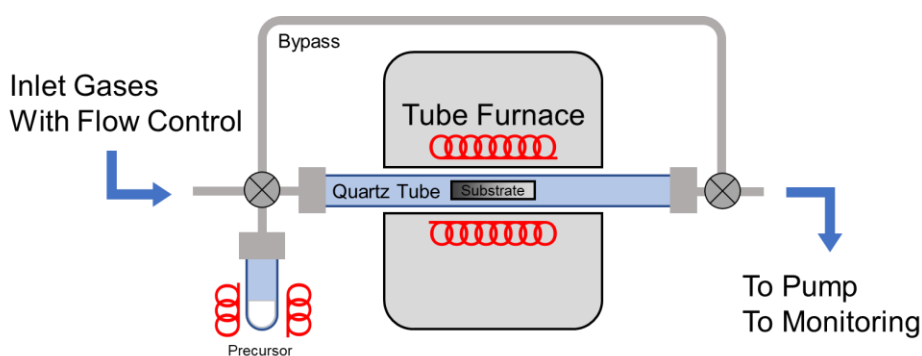 Bypass
Inlet Gases
With Flow Control
Tube Furnace
Quartz Tube
Substrate
Precursor
To Pump
To Monitoring